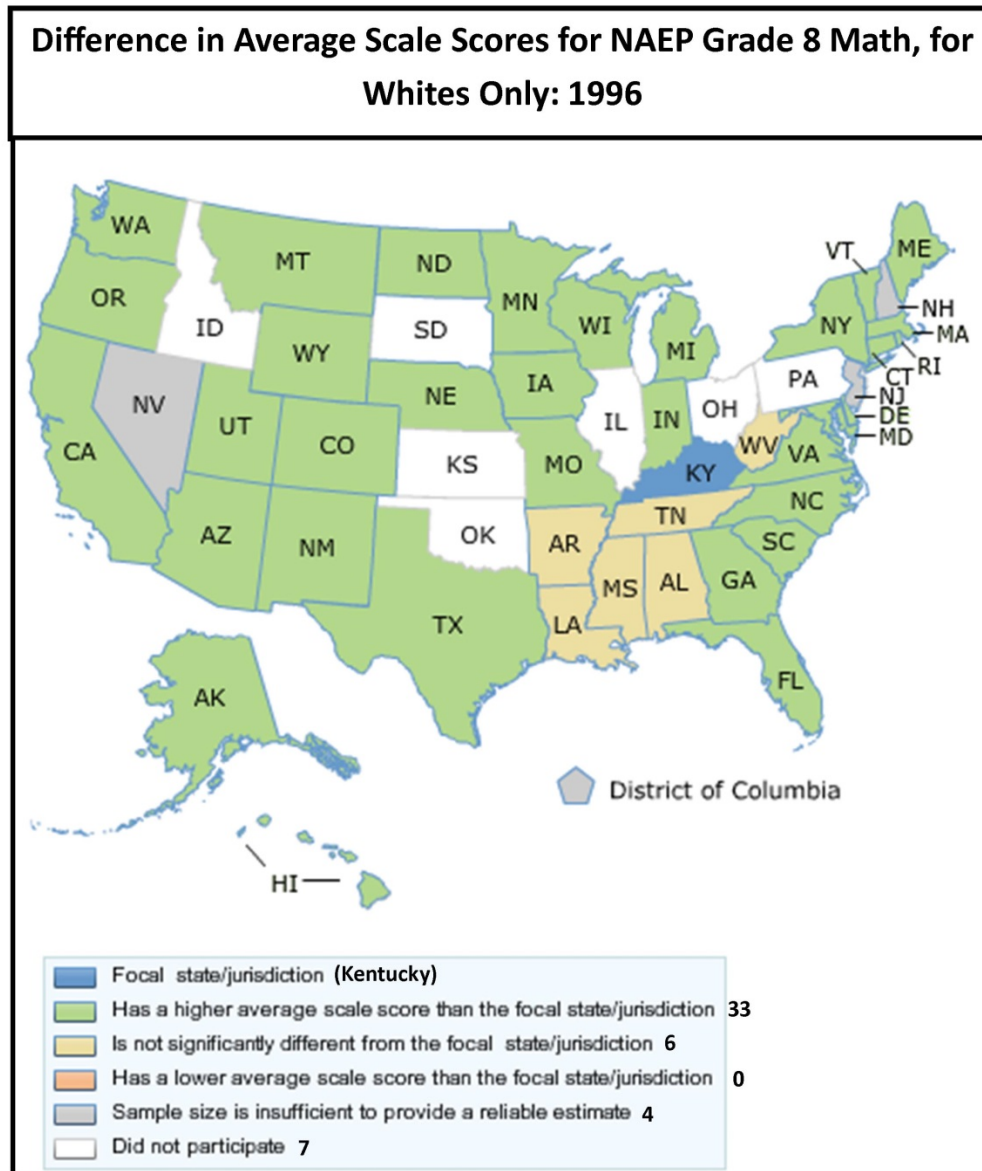 Difference in Average Scale Scores for NAEP Grade 8 Math, for
Whites Only: 1996
WA
MT
ND
MN
VT
ME
OR
ID
SD
WI
MI
NY
NH
MA
WY
RI
CT
IA
PA
NJ
NV
NE
OH
DE
IL
IN
UT
MD
CO
WV
CA
VA
KS
MO
KY
NC
AZ
OK
TN
NM
AR
SC
MS
AL
GA
TX
LA
FL
AK
District of Columbia
HI
Focal state/jurisdiction (Kentucky)
Has a higher average scale score than the focal state/jurisdiction 33
Is not significantly different from the focal state/jurisdiction 6
Has a lower average scale score than the focal state/jurisdiction 0
Sample size is insufficient to provide a reliable estimate 4
Did not participate 7